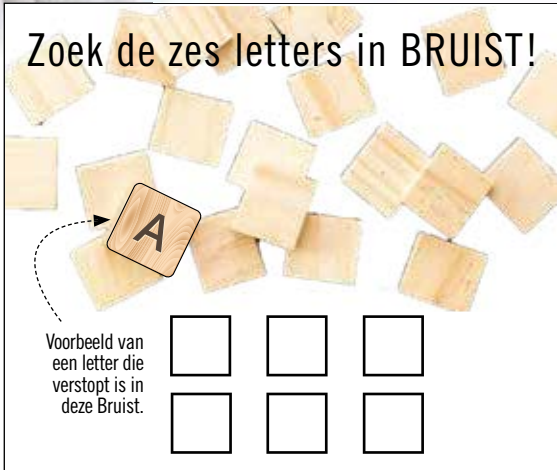 Zoek de zes letters in BRUIST!
A
Voorbeeld van
een letter die
verstopt is in
deze Bruist.